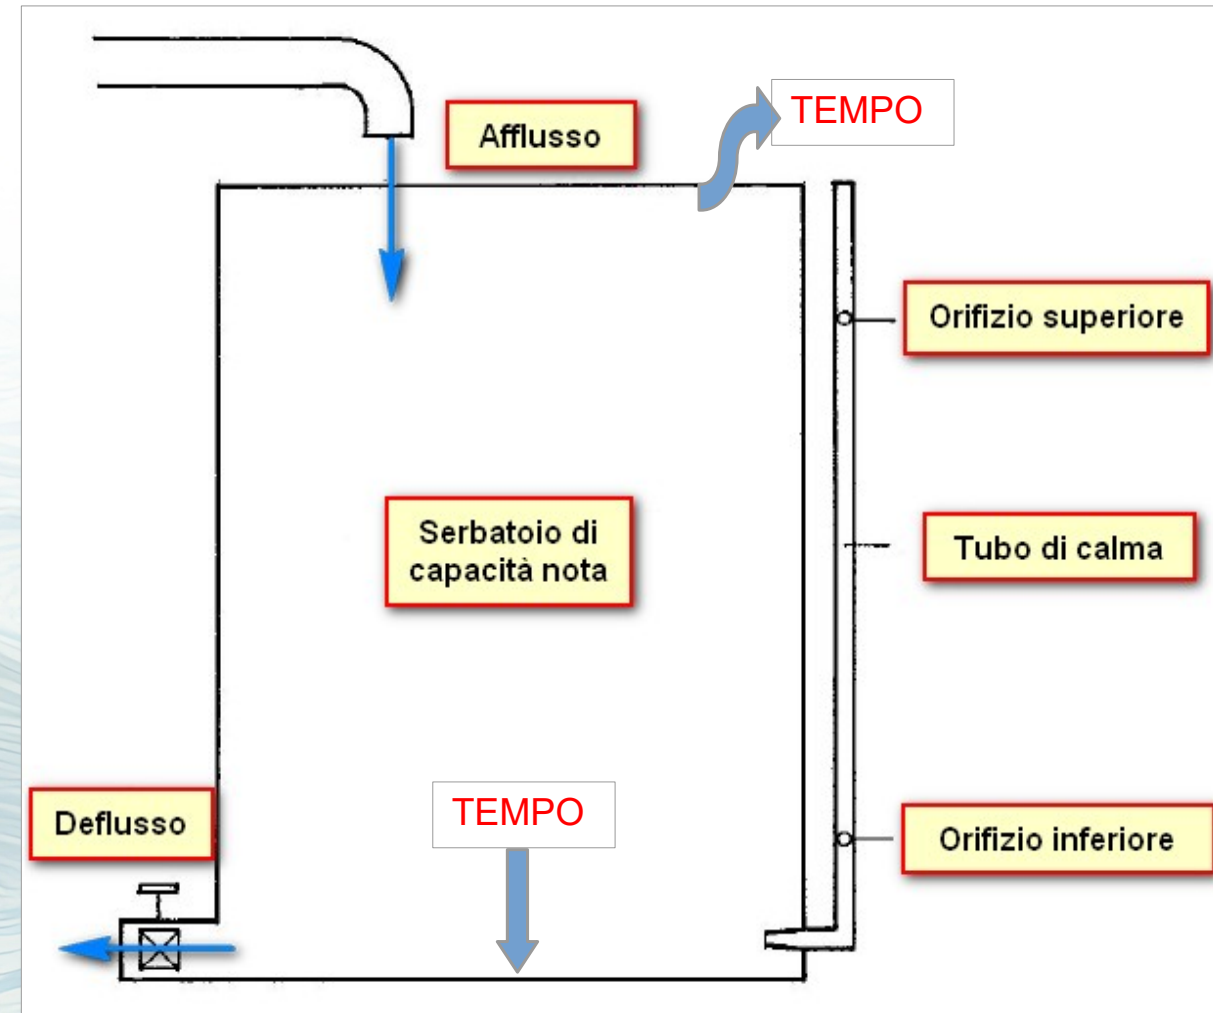 Afflusso
TEMPO
Orifizio superiore
Serbatoio di
capacità nota
Tubo di calma
TEMPO
Deflusso
Orifizio inferiore